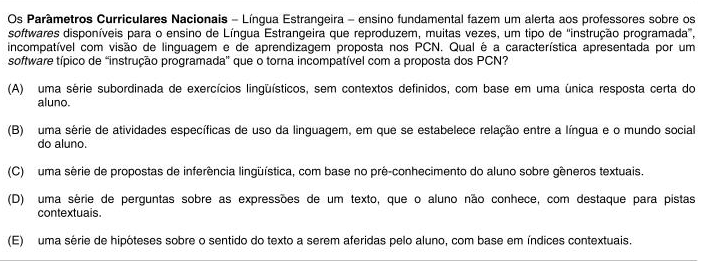 Os Parâmetros Curriculares Nacionais – Língua Estrangeira – ensino fundamental fazem um alerta aos professores sobre os
softwares disponíveis para o ensino de Língua Estrangeira que reproduzem, muitas vezes, um tipo de “instrução programada”,
incompatível com visão de linguagem e de aprendizagem proposta nos PCN. Qual é a característica apresentada por um
software típico de “instrução programada” que o torna incompatível com a proposta dos PCN?
(A) uma série subordinada de exercícios lingüísticos, sem contextos definidos, com base em uma única resposta certa do
aluno.
(B) uma série de atividades específicas de uso da linguagem, em que se estabelece relação entre a língua e o mundo social
do aluno.
(C) uma série de propostas de inferência lingüística, com base no pré-conhecimento do aluno sobre gêneros textuais.
(D) uma série de perguntas sobre as expressões de um texto, que o aluno não conhece, com destaque para pistas
contextuais.
(E) uma série de hipóteses sobre o sentido do texto a serem aferidas pelo aluno, com base em índices contextuais.